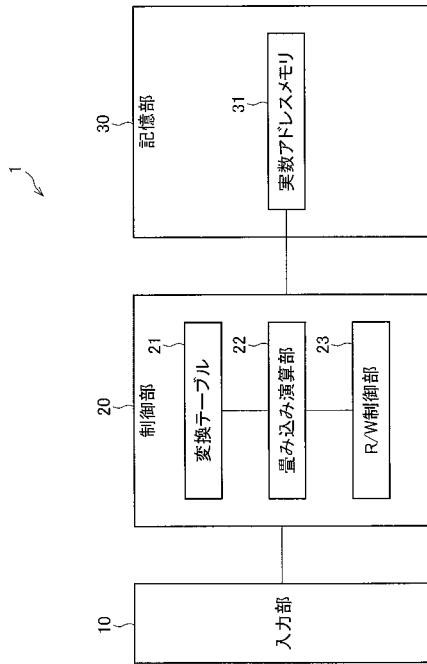 1
10
入力部
20
制御部
21
変換テーブル
22
畳み込み演算部
23
R/W制御部
30
記憶部
31
実数アドレスメモリ